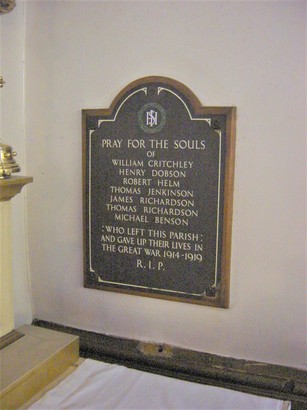 IHS
PRAY FOR THE SOULS
OF
WILLIAM CRITCHLEY
HENRY DOBSON
ROBERT HELM
THOMAS JENKINSON
JAMES RICHARDSON
THOMAS RICHARDSON
MICHAEL BENSON
:WHO LEFT THIS PARISH:
AND GAVE UP THEIR LIVES IN
THE GREAT WAR 1914-1919
R.I.P.